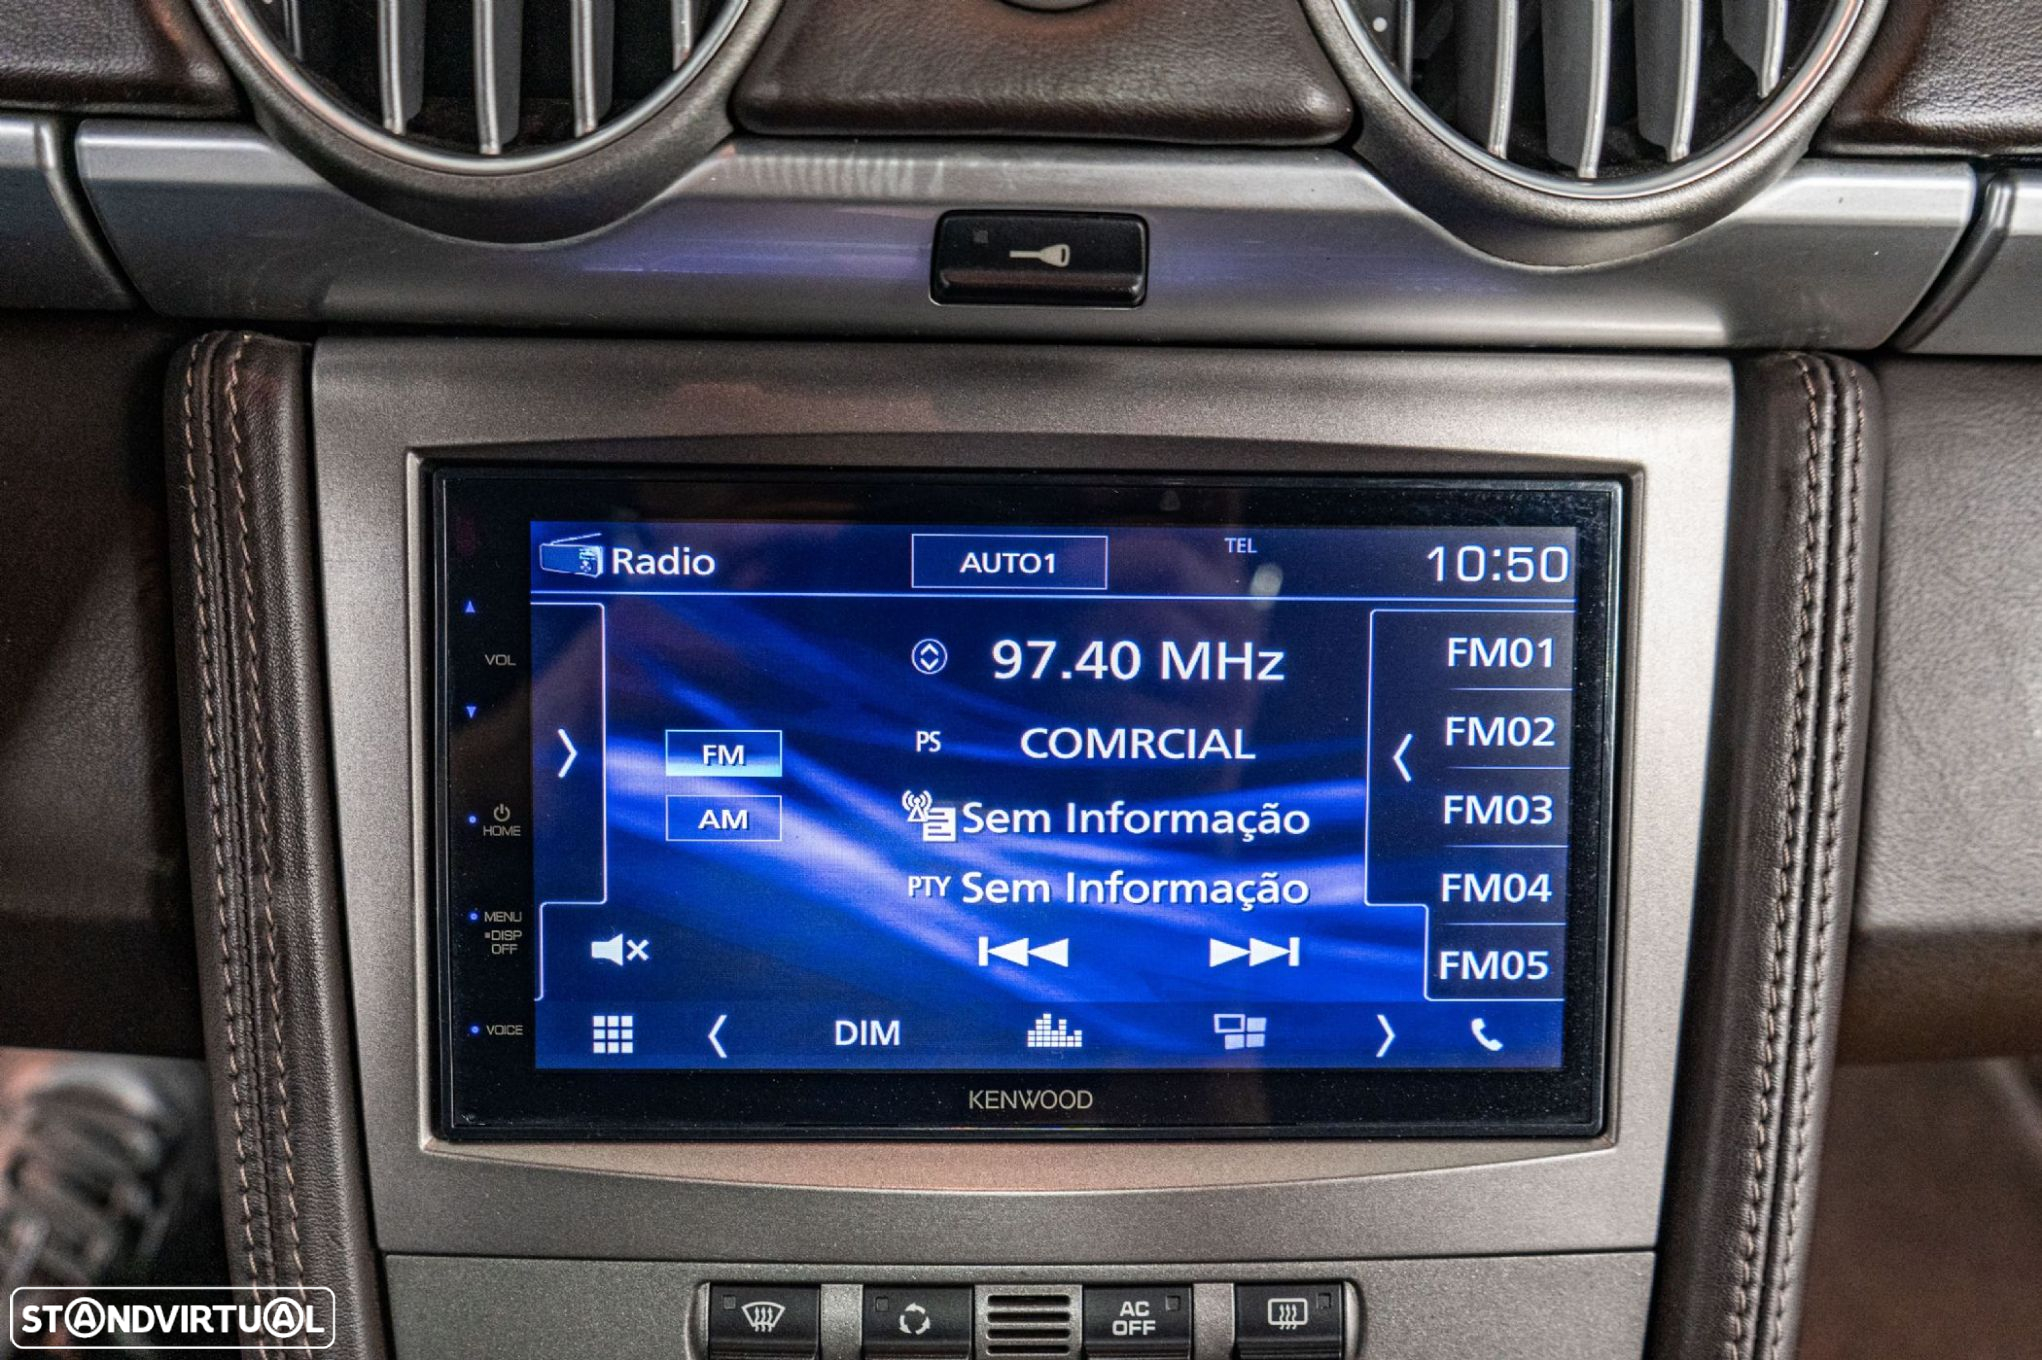 Radio
AUTO1
TEL
10:50
VOL
97.40 MHz
FM01
PS
COMRCIAL
FM02
FM
AM
Sem Informação
FM03
HOME
PTY Sem Informação
FM04
MENU
DISP
OFF
FM05
VOICE
DIM
KENWOOD
AC
OFF
STANDVIRTUAL